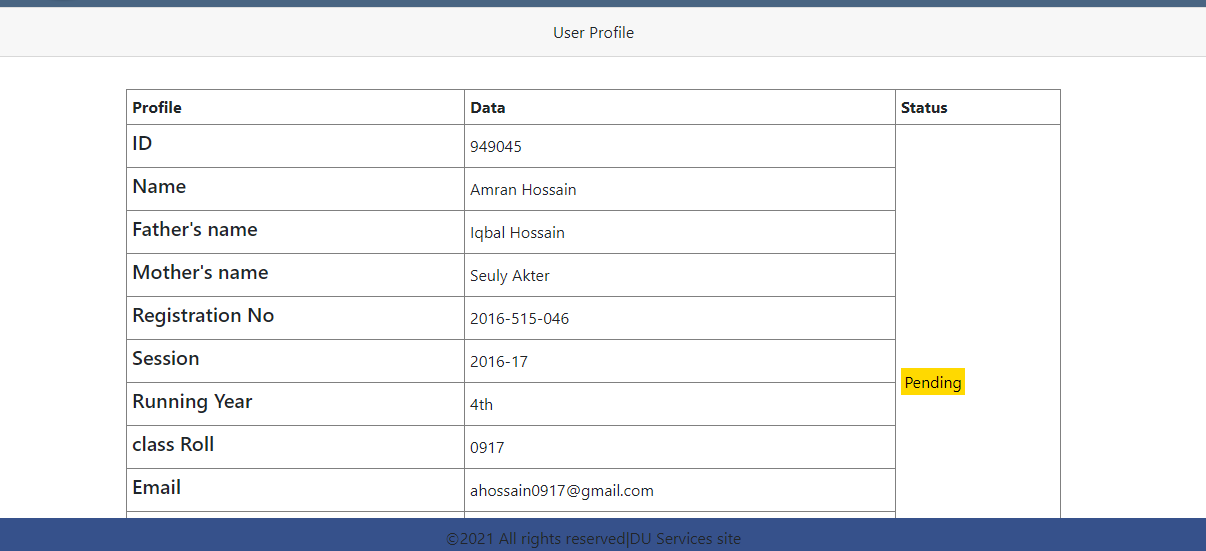 User Profile
Profile Data Status
ID 949045
Name Amran Hossain
Father's name Iqbal Hossain
Mother's name Seuly Akter
Registration No 2016-515-046
Session 2016-17
Pending
Running Year 4th
class Roll 0917
Email ahossain0917@gmail.com
©2021 All rights reserved|DU Services site